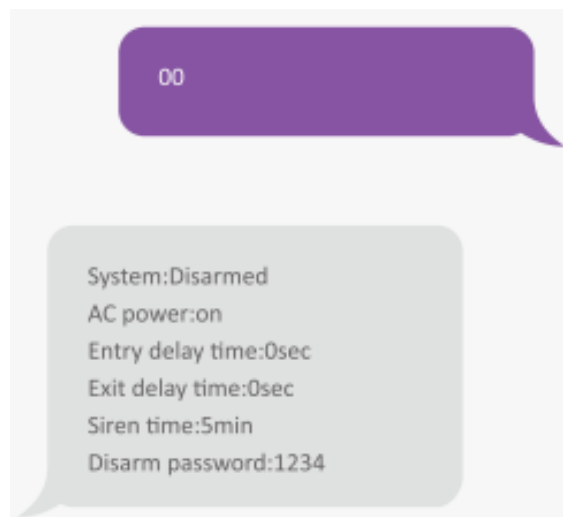 00
System:Disarmed
AC power:on
Entry delay time:0sec
Exit delay time:0sec
Siren time:5min
Disarm password:1234